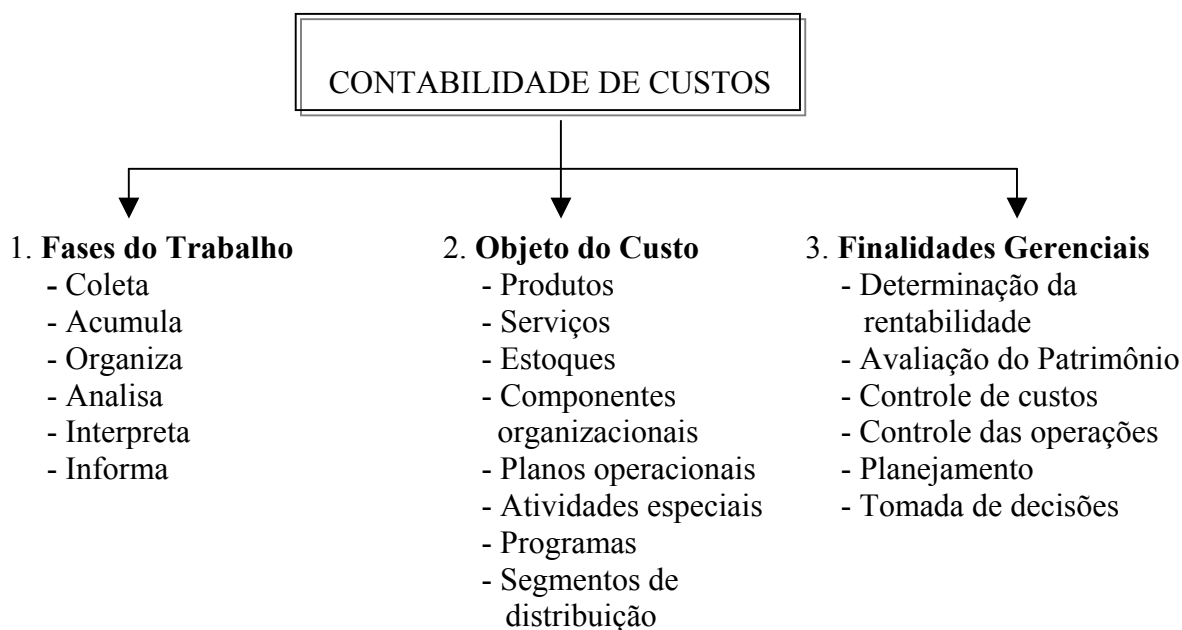 CONTABILIDADE DE CUSTOS
1. Fases do Trabalho
- Coleta
- Acumula
- Organiza
- Analisa
- Interpreta
- Informa
2. Objeto do Custo
- Produtos
- Serviços
- Estoques
- Componentes
organizacionais
- Planos operacionais
- Atividades especiais
- Programas
- Segmentos de
distribuição
3. Finalidades Gerenciais
- Determinação da
rentabilidade
- Avaliação do Patrimônio
- Controle de custos
- Controle das operações
- Planejamento
- Tomada de decisões